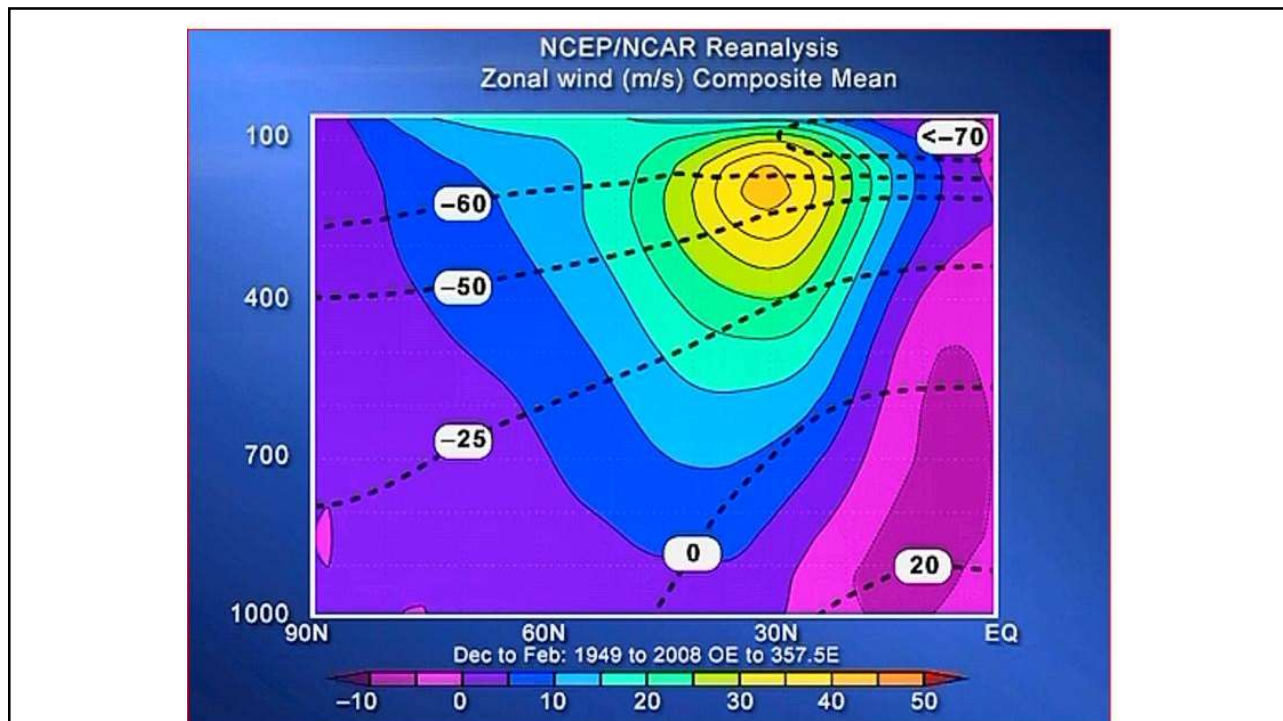 NCEP/NCAR Reanalysis
Zonal wind (m/s) Composite Mean
100
<–70
–60
–50
400
–25
700
0
20
1000
90N 60N 30N EQ
Dec to Feb: 1949 to 2008 OE to 357.5E
–10 0 10 20 30 40 50